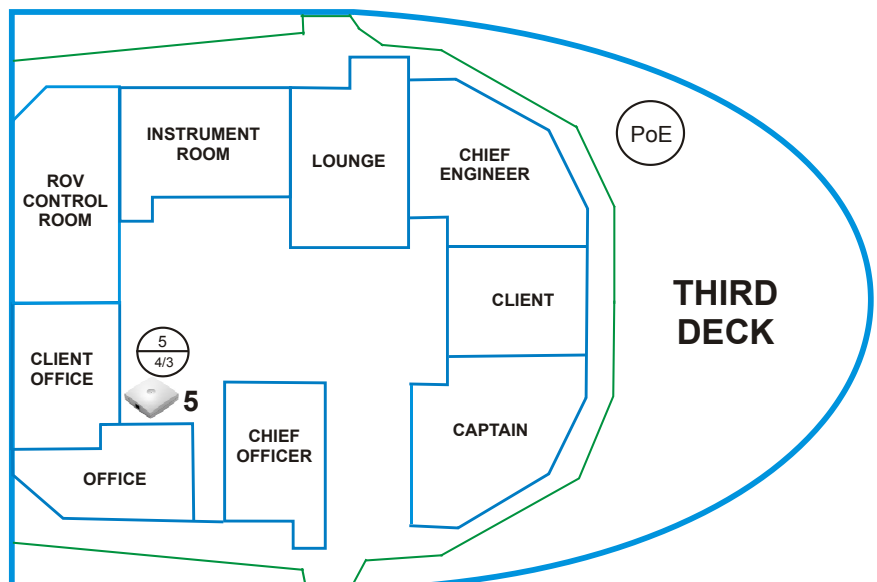 INSTRUMENT
ROOM
LOUNGE
CHIEF
ENGINEER
PoE
ROV
CONTROL
ROOM
CLIENT
THIRD
DECK
5
4/3
CLIENT
OFFICE
5
CHIEF
OFFICER
CAPTAIN
OFFICE